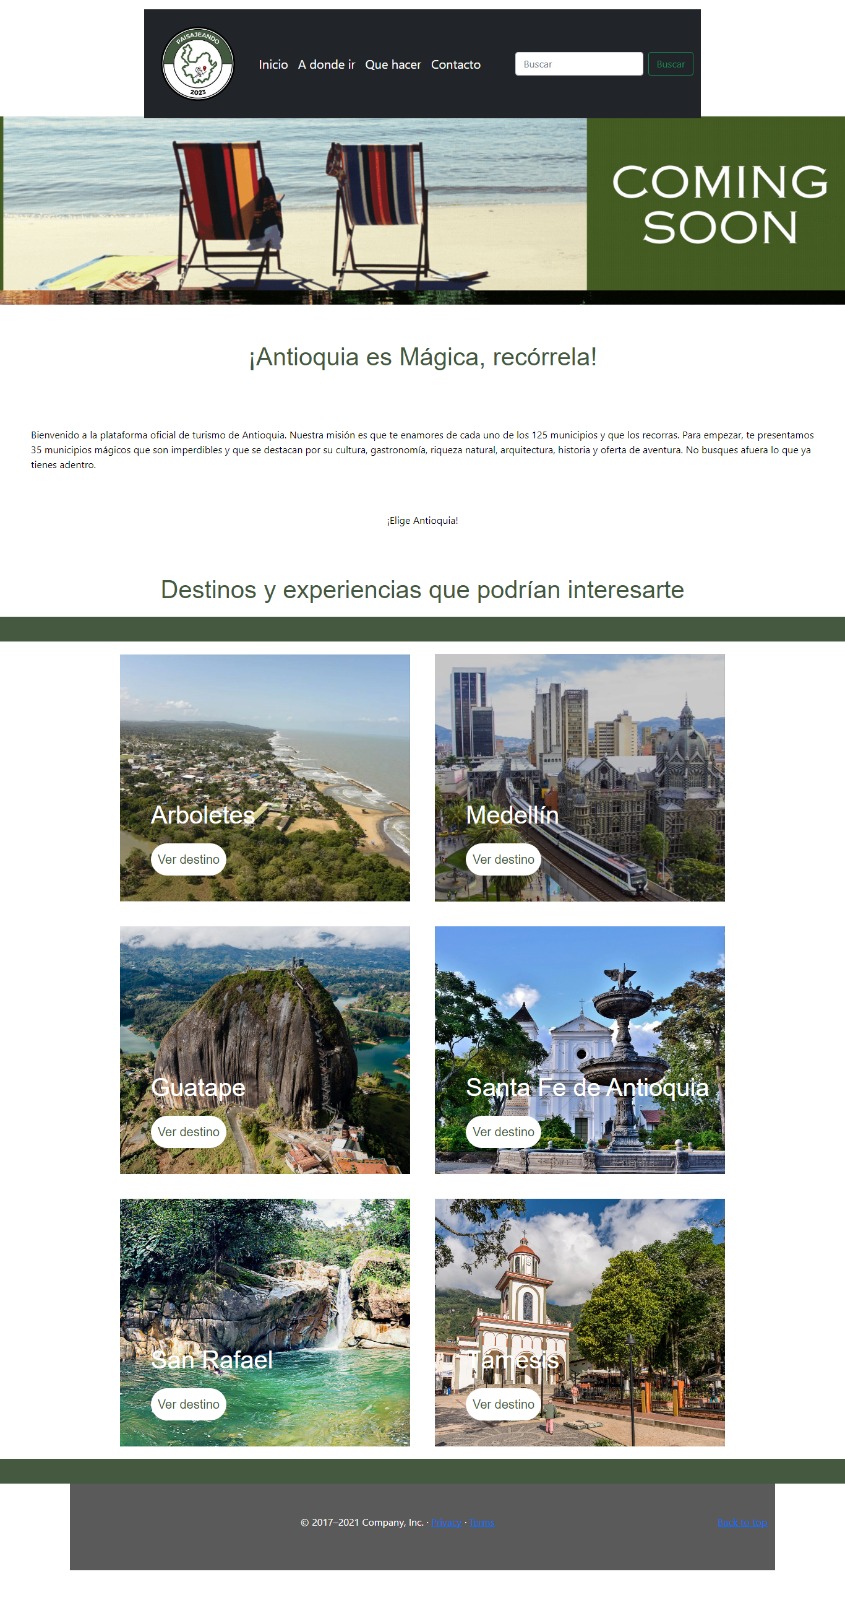 PAISAJEANDO
2023
Inicio A donde ir Que hacer Contacto
Buscar
Buscar
COMING
SOON
¡Antioquia es Mágica, recórrela!
Bienvenido a la plataforma oficial de turismo de Antioquia. Nuestra misión es que te enamores de cada uno de los 125 municipios y que los recorras. Para empezar, te presentamos
35 municipios mágicos que son imperdibles y que se destacan por su cultura, gastronomía, riqueza natural, arquitectura, historia y oferta de aventura. No busques afuera lo que ya
tienes adentro.
¡Elige Antioquia!
Destinos y experiencias que podrían interesarte
Arboletes
Ver destino
Medellín
Ver destino
Guatape
Ver destino
Santa Fe de Antioquia
Ver destino
San Rafael
Ver destino
Támesis
Ver destino
© 2017–2021 Company, Inc. · Privacy · Terms
Back to top